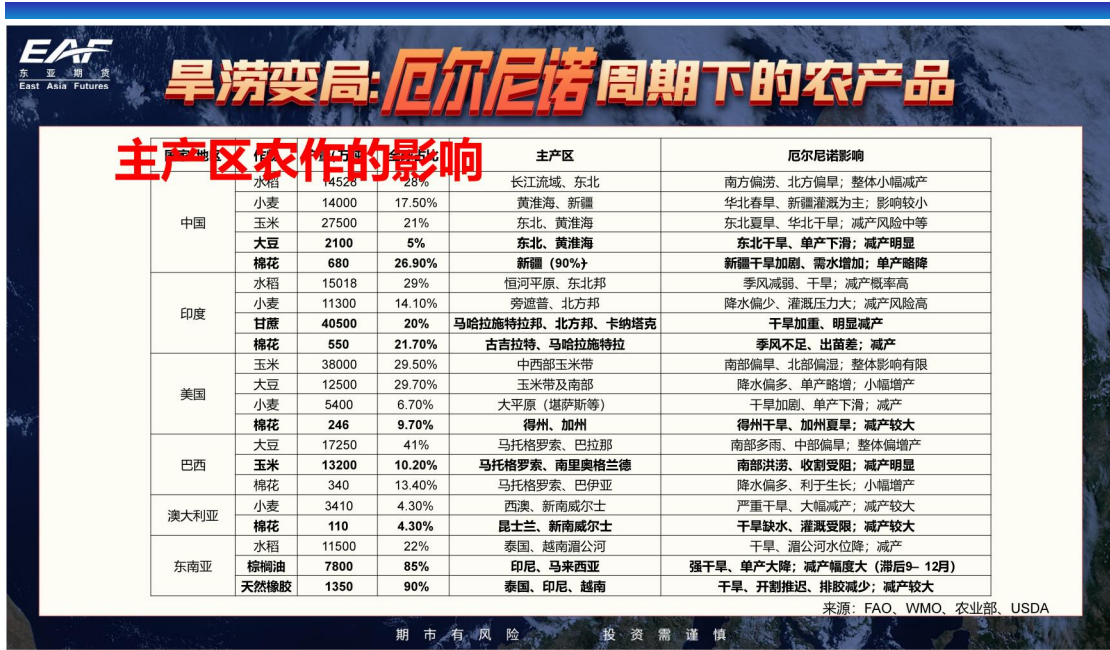 EAF
东亚期货
East Asia Futures
旱涝变局:厄尔尼诺周期下的农产品
主产区农作的影响
主产区 厄尔尼诺影响
中国
水稻 14528 28% 长江流域、东北 南方偏涝、北方偏旱；整体小幅减产
小麦 14000 17.50% 黄淮海、新疆 华北春旱、新疆灌溉为主；影响较小
玉米 27500 21% 东北、黄淮海 东北夏旱、华北干旱；减产风险中等
大豆 2100 5% 东北、黄淮海 东北干旱、单产下滑；减产明显
棉花 680 26.90% 新疆（90%） 新疆干旱加剧、需水增加；单产略降
印度
水稻 15018 29% 恒河平原、东北邦 季风减弱、干旱；减产概率高
小麦 11300 14.10% 旁遮普、北方邦 降水偏少、灌溉压力大；减产风险高
甘蔗 40500 20% 马哈拉施特拉邦、北方邦、卡纳塔克 干旱加重、明显减产
棉花 550 21.70% 古吉拉特、马哈拉施特拉 季风不足、出苗差；减产
美国
玉米 38000 29.50% 中西部玉米带 南部偏旱、北部偏湿；整体影响有限
大豆 12500 29.70% 玉米带及南部 降水偏多、单产略增；小幅增产
小麦 5400 6.70% 大平原（堪萨斯等） 干旱加剧、单产下滑；减产
棉花 246 9.70% 得州、加州 得州干旱、加州夏旱；减产较大
巴西
大豆 17250 41% 马托格罗索、巴拉那 南部多雨、中部偏旱；整体偏增产
玉米 13200 10.20% 马托格罗索、南里奥格兰德 南部洪涝、收割受阻；减产明显
棉花 340 13.40% 马托格罗索、巴伊亚 降水偏多、利于生长；小幅增产
澳大利亚
小麦 3410 4.30% 西澳、新南威尔士 严重干旱、大幅减产；减产较大
棉花 110 4.30% 昆士兰、新南威尔士 干旱缺水、灌溉受限；减产较大
东南亚
水稻 11500 22% 泰国、越南湄公河 干旱、湄公河水位降；减产
棕榈油 7800 85% 印尼、马来西亚 强干旱、单产大降；减产幅度大（滞后9– 12月）
天然橡胶 1350 90% 泰国、印尼、越南 干旱、开割推迟、排胶减少；减产较大
来源：FAO、WMO、农业部、USDA
期市有风险 投资需谨慎